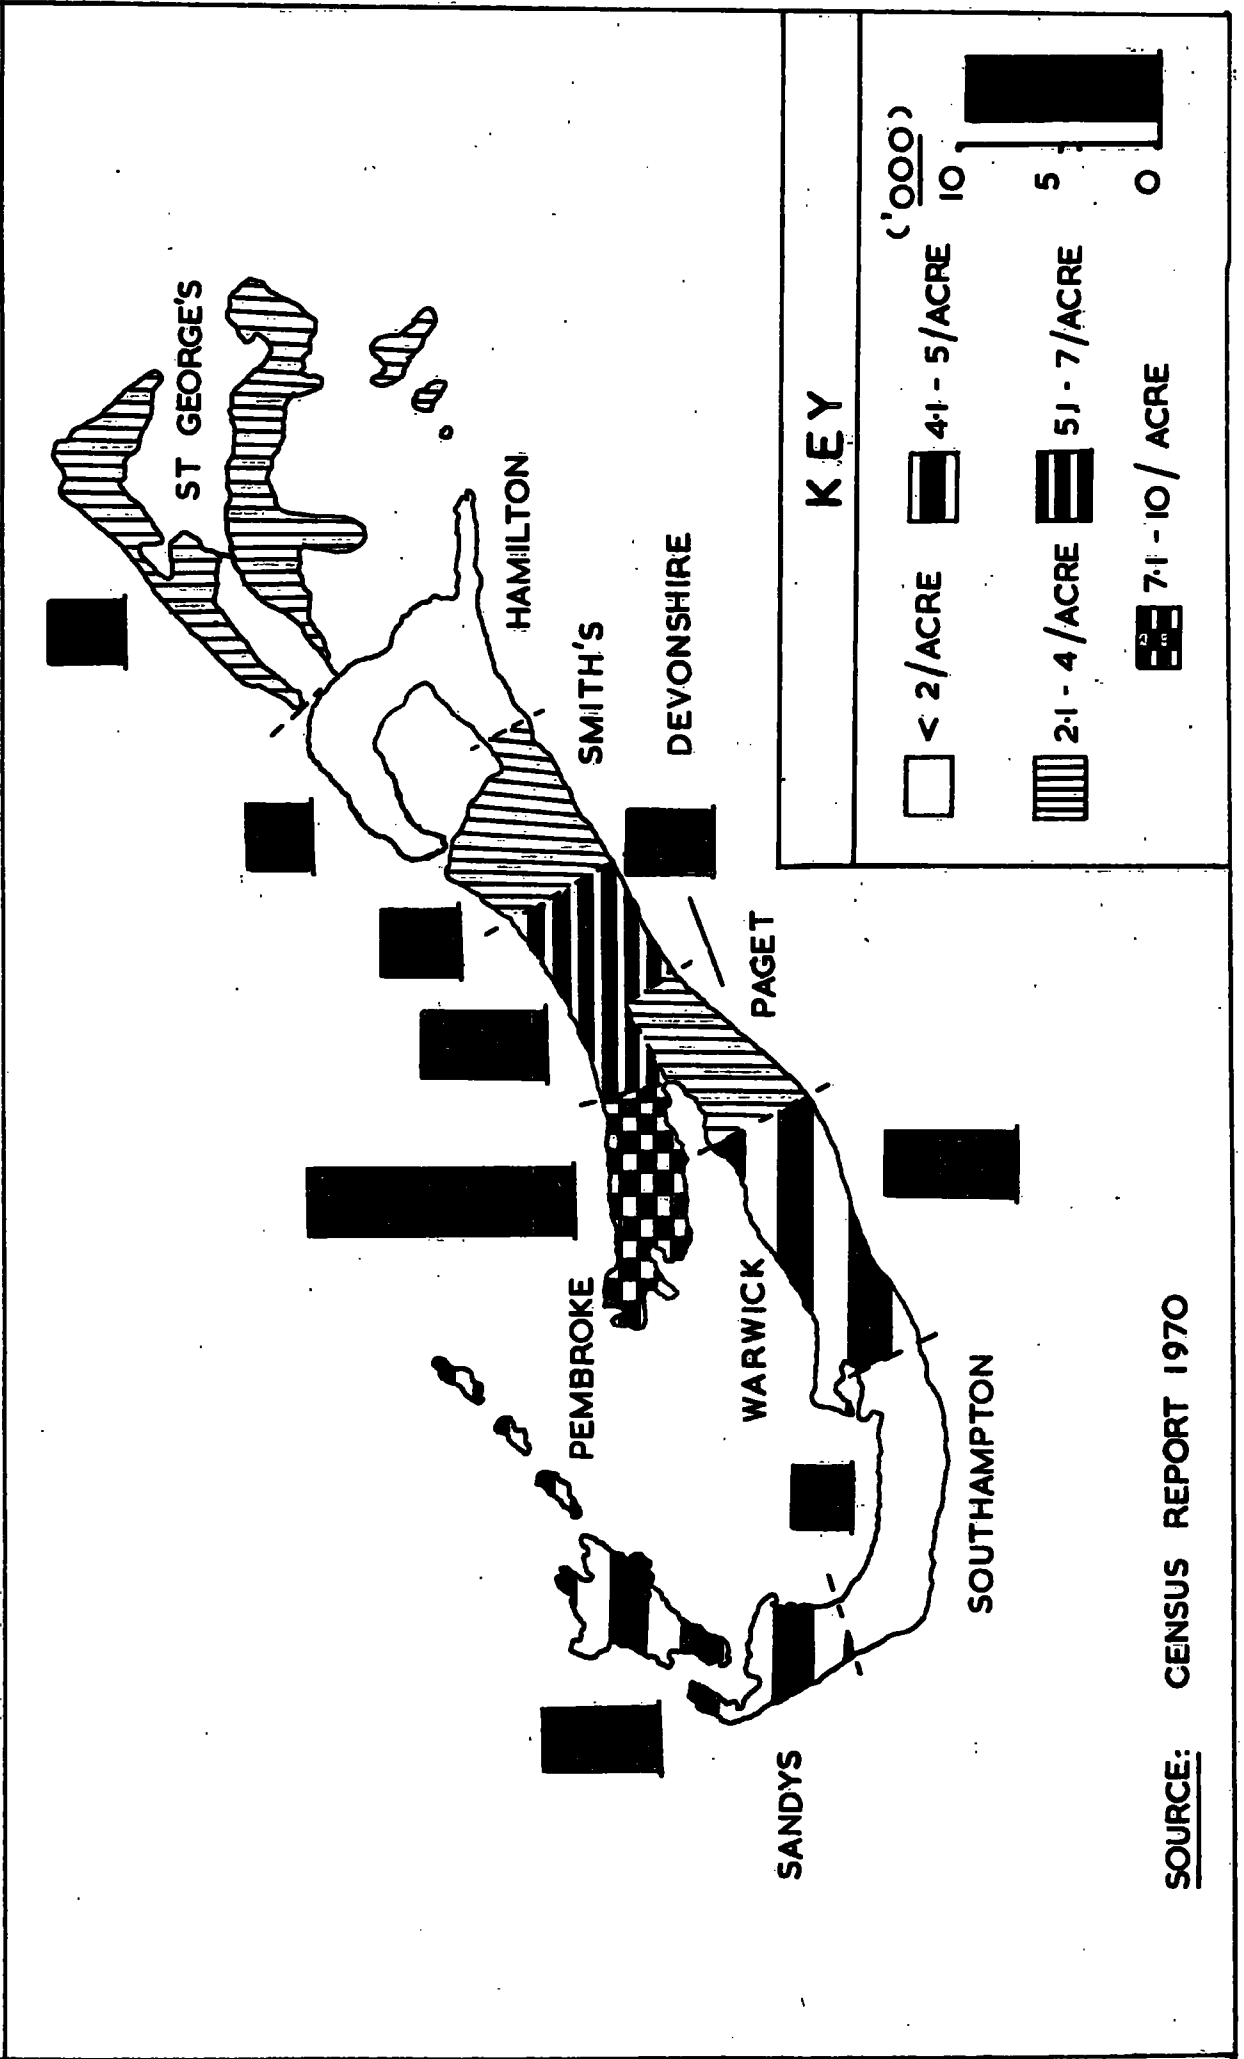 ST GEORGE'S
HAMILTON
SMITH'S
DEVONSHIRE
PAGET
PEMBROKE
WARWICK
SOUTHAMPTON
SANDYS
KEY
< 2/ACRE
4·1 - 5/ACRE
2·1 - 4/ACRE
5·1 - 7/ACRE
7·1 - 10/ ACRE
('000)
10
5
0
SOURCE: CENSUS REPORT 1970